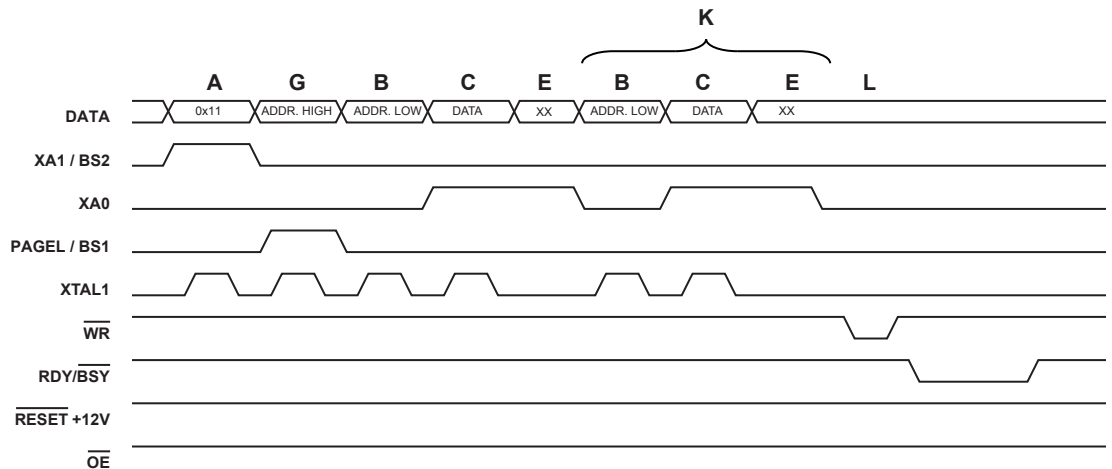 K
A G B C E B C E L
DATA 0x11 ADDR. HIGH ADDR. LOW DATA XX ADDR. LOW DATA XX
XA1 / BS2
XA0
PAGEL / BS1
XTAL1
WR
RDY/BSY
RESET +12V
OE